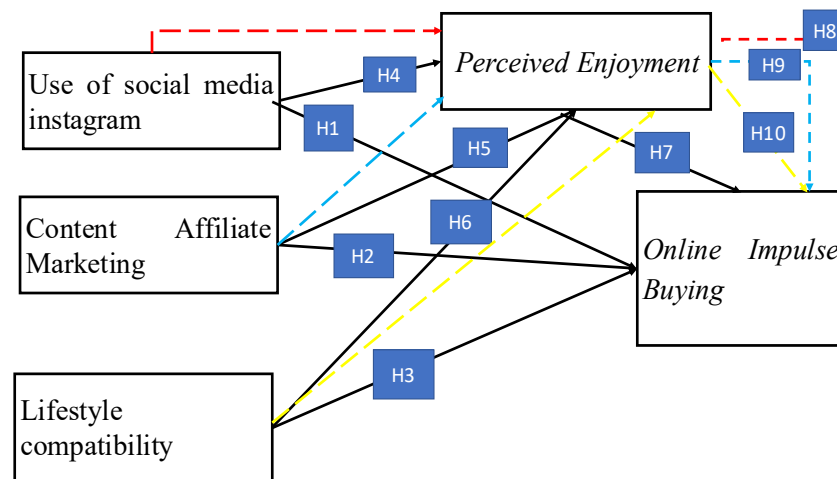 H8
Perceived Enjoyment
H9
Use of social media
instagram
H4
H1
H10
H5
H7
H6
Content Affiliate
Marketing
H2
Online Impulse
Buying
H3
Lifestyle
compatibility